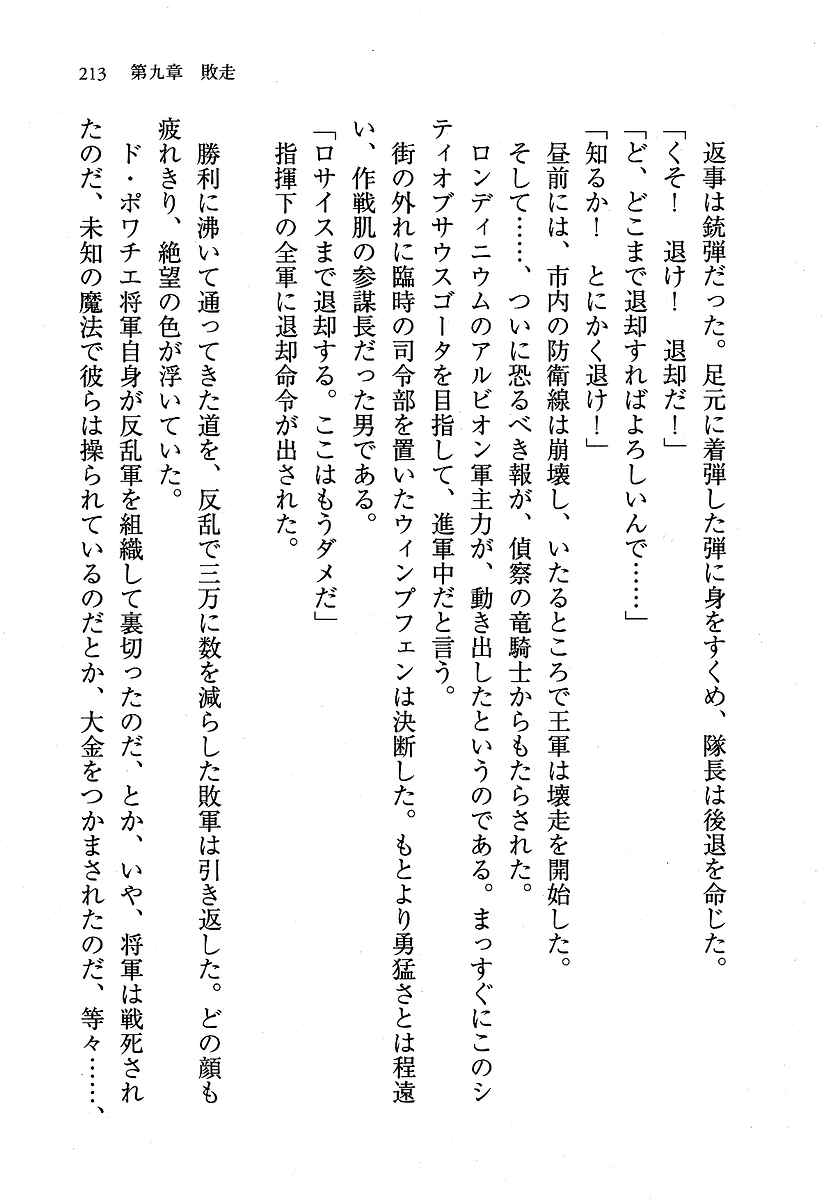 213　第九章　敗走
　返事は銃弾だった。足元に着弾した弾に身をすくめ、隊長は後退を命じた。
「くそ！　退け！　退却だ！」
「ど、どこまで退却すればよろしいんで……」
「知るか！　とにかく退け！」
　昼前には、市内の防衛線は崩壊し、いたるところで王軍は壊走を開始した。
　そして……、ついに恐るべき報が、偵察の竜騎士からもたらされた。
　ロンディニウムのアルビオン軍主力が、動き出したというのである。まっすぐにこのシ
ティオブサウスゴータを目指して、進軍中だと言う。
　街の外れに臨時の司令部を置いたウィンプフェンは決断した。もとより勇猛さとは程遠
い、作戦肌の参謀長だった男である。
「ロサイスまで退却する。ここはもうダメだ」
　指揮下の全軍に退却命令が出された。
　勝利に沸いて通ってきた道を、反乱で三万に数を減らした敗軍は引き返した。どの顔も
疲れきり、絶望の色が浮いていた。
　ド・ポワチエ将軍自身が反乱軍を組織して裏切ったのだ、とか、いや、将軍は戦死され
たのだ、未知の魔法で彼らは操られているのだとか、大金をつかまされたのだ、等々……、